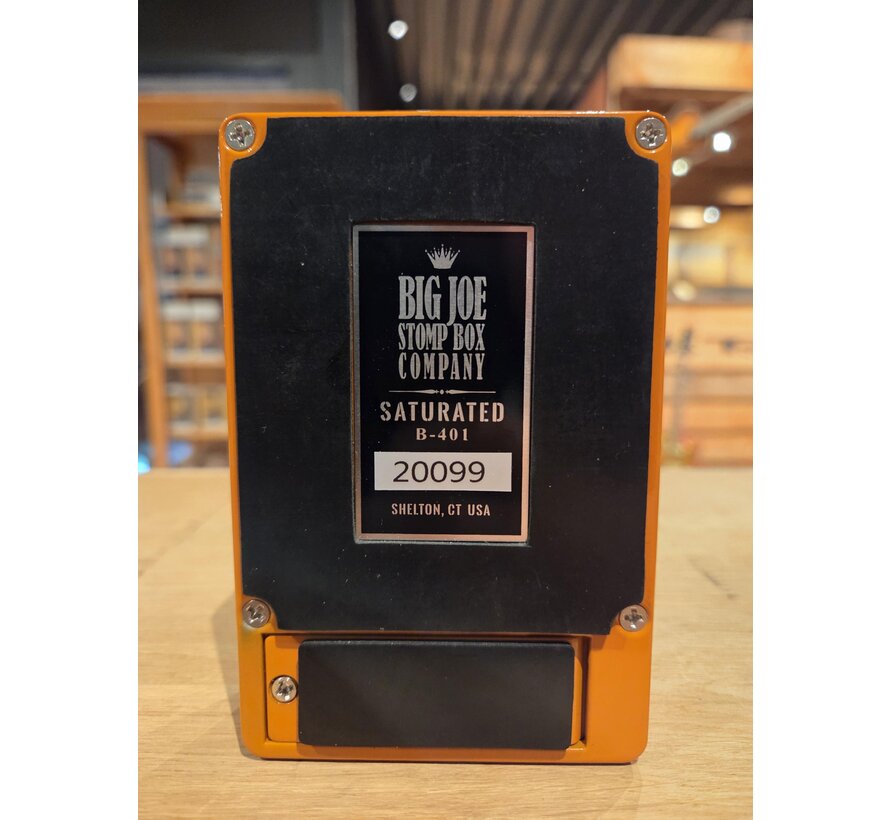 BIG JOE
STOMP BOX
COMPANY
SATURATED
B-401
20099
SHELTON, CT USA